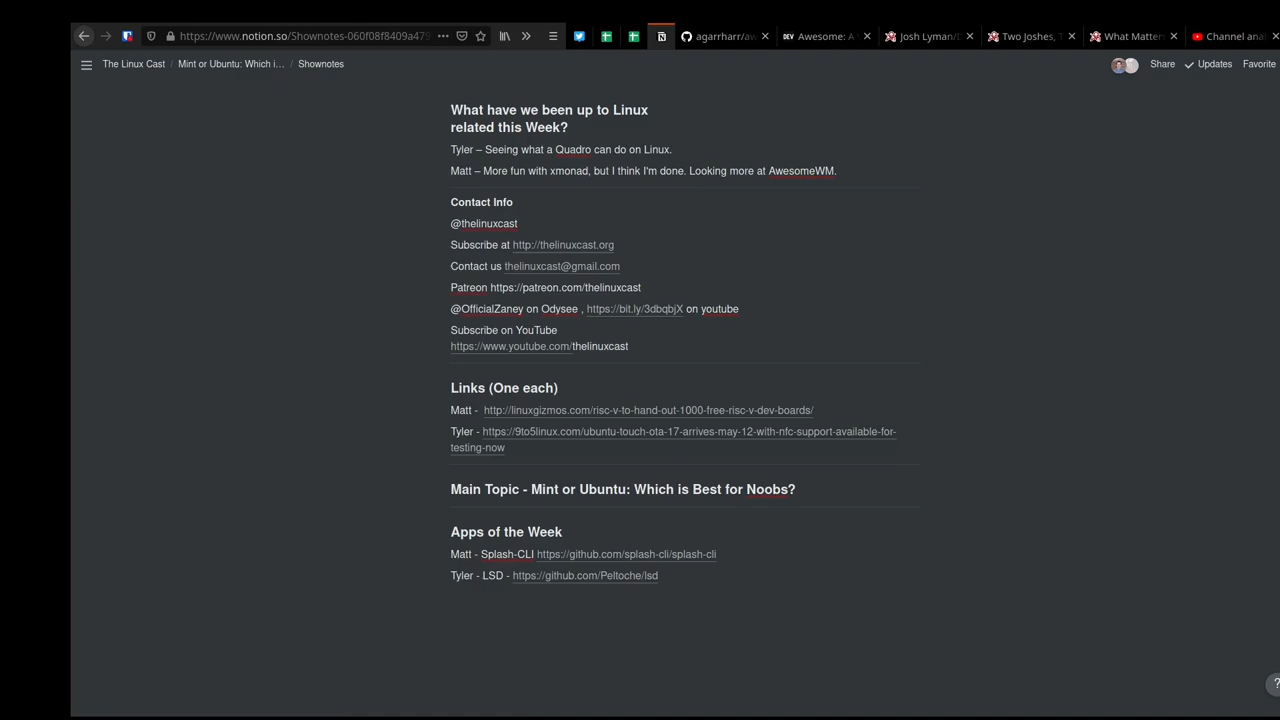 https://www.notion.so/Shownotes-060f08f8409a479
agarrharr/aw
DEV Awesome: A
Josh Lyman/D
Two Joshes, T
What Matter
Channel anal
The Linux Cast / Mint or Ubuntu: Which i... / Shownotes
Share
Updates
Favorite
What have we been up to Linux
related this Week?
Tyler – Seeing what a Quadro can do on Linux.
Matt – More fun with xmonad, but I think I'm done. Looking more at AwesomeWM.
Contact Info
@thelinuxcast
Subscribe at http://thelinuxcast.org
Contact us thelinuxcast@gmail.com
Patreon https://patreon.com/thelinuxcast
@OfficialZaney on Odysee , https://bit.ly/3dbqbjX on youtube
Subscribe on YouTube
https://www.youtube.com/thelinuxcast
Links (One each)
Matt - http://linuxgizmos.com/risc-v-to-hand-out-1000-free-risc-v-dev-boards/
Tyler - https://9to5linux.com/ubuntu-touch-ota-17-arrives-may-12-with-nfc-support-available-for-
testing-now
Main Topic - Mint or Ubuntu: Which is Best for Noobs?
Apps of the Week
Matt - Splash-CLI https://github.com/splash-cli/splash-cli
Tyler - LSD - https://github.com/Peltoche/lsd
?